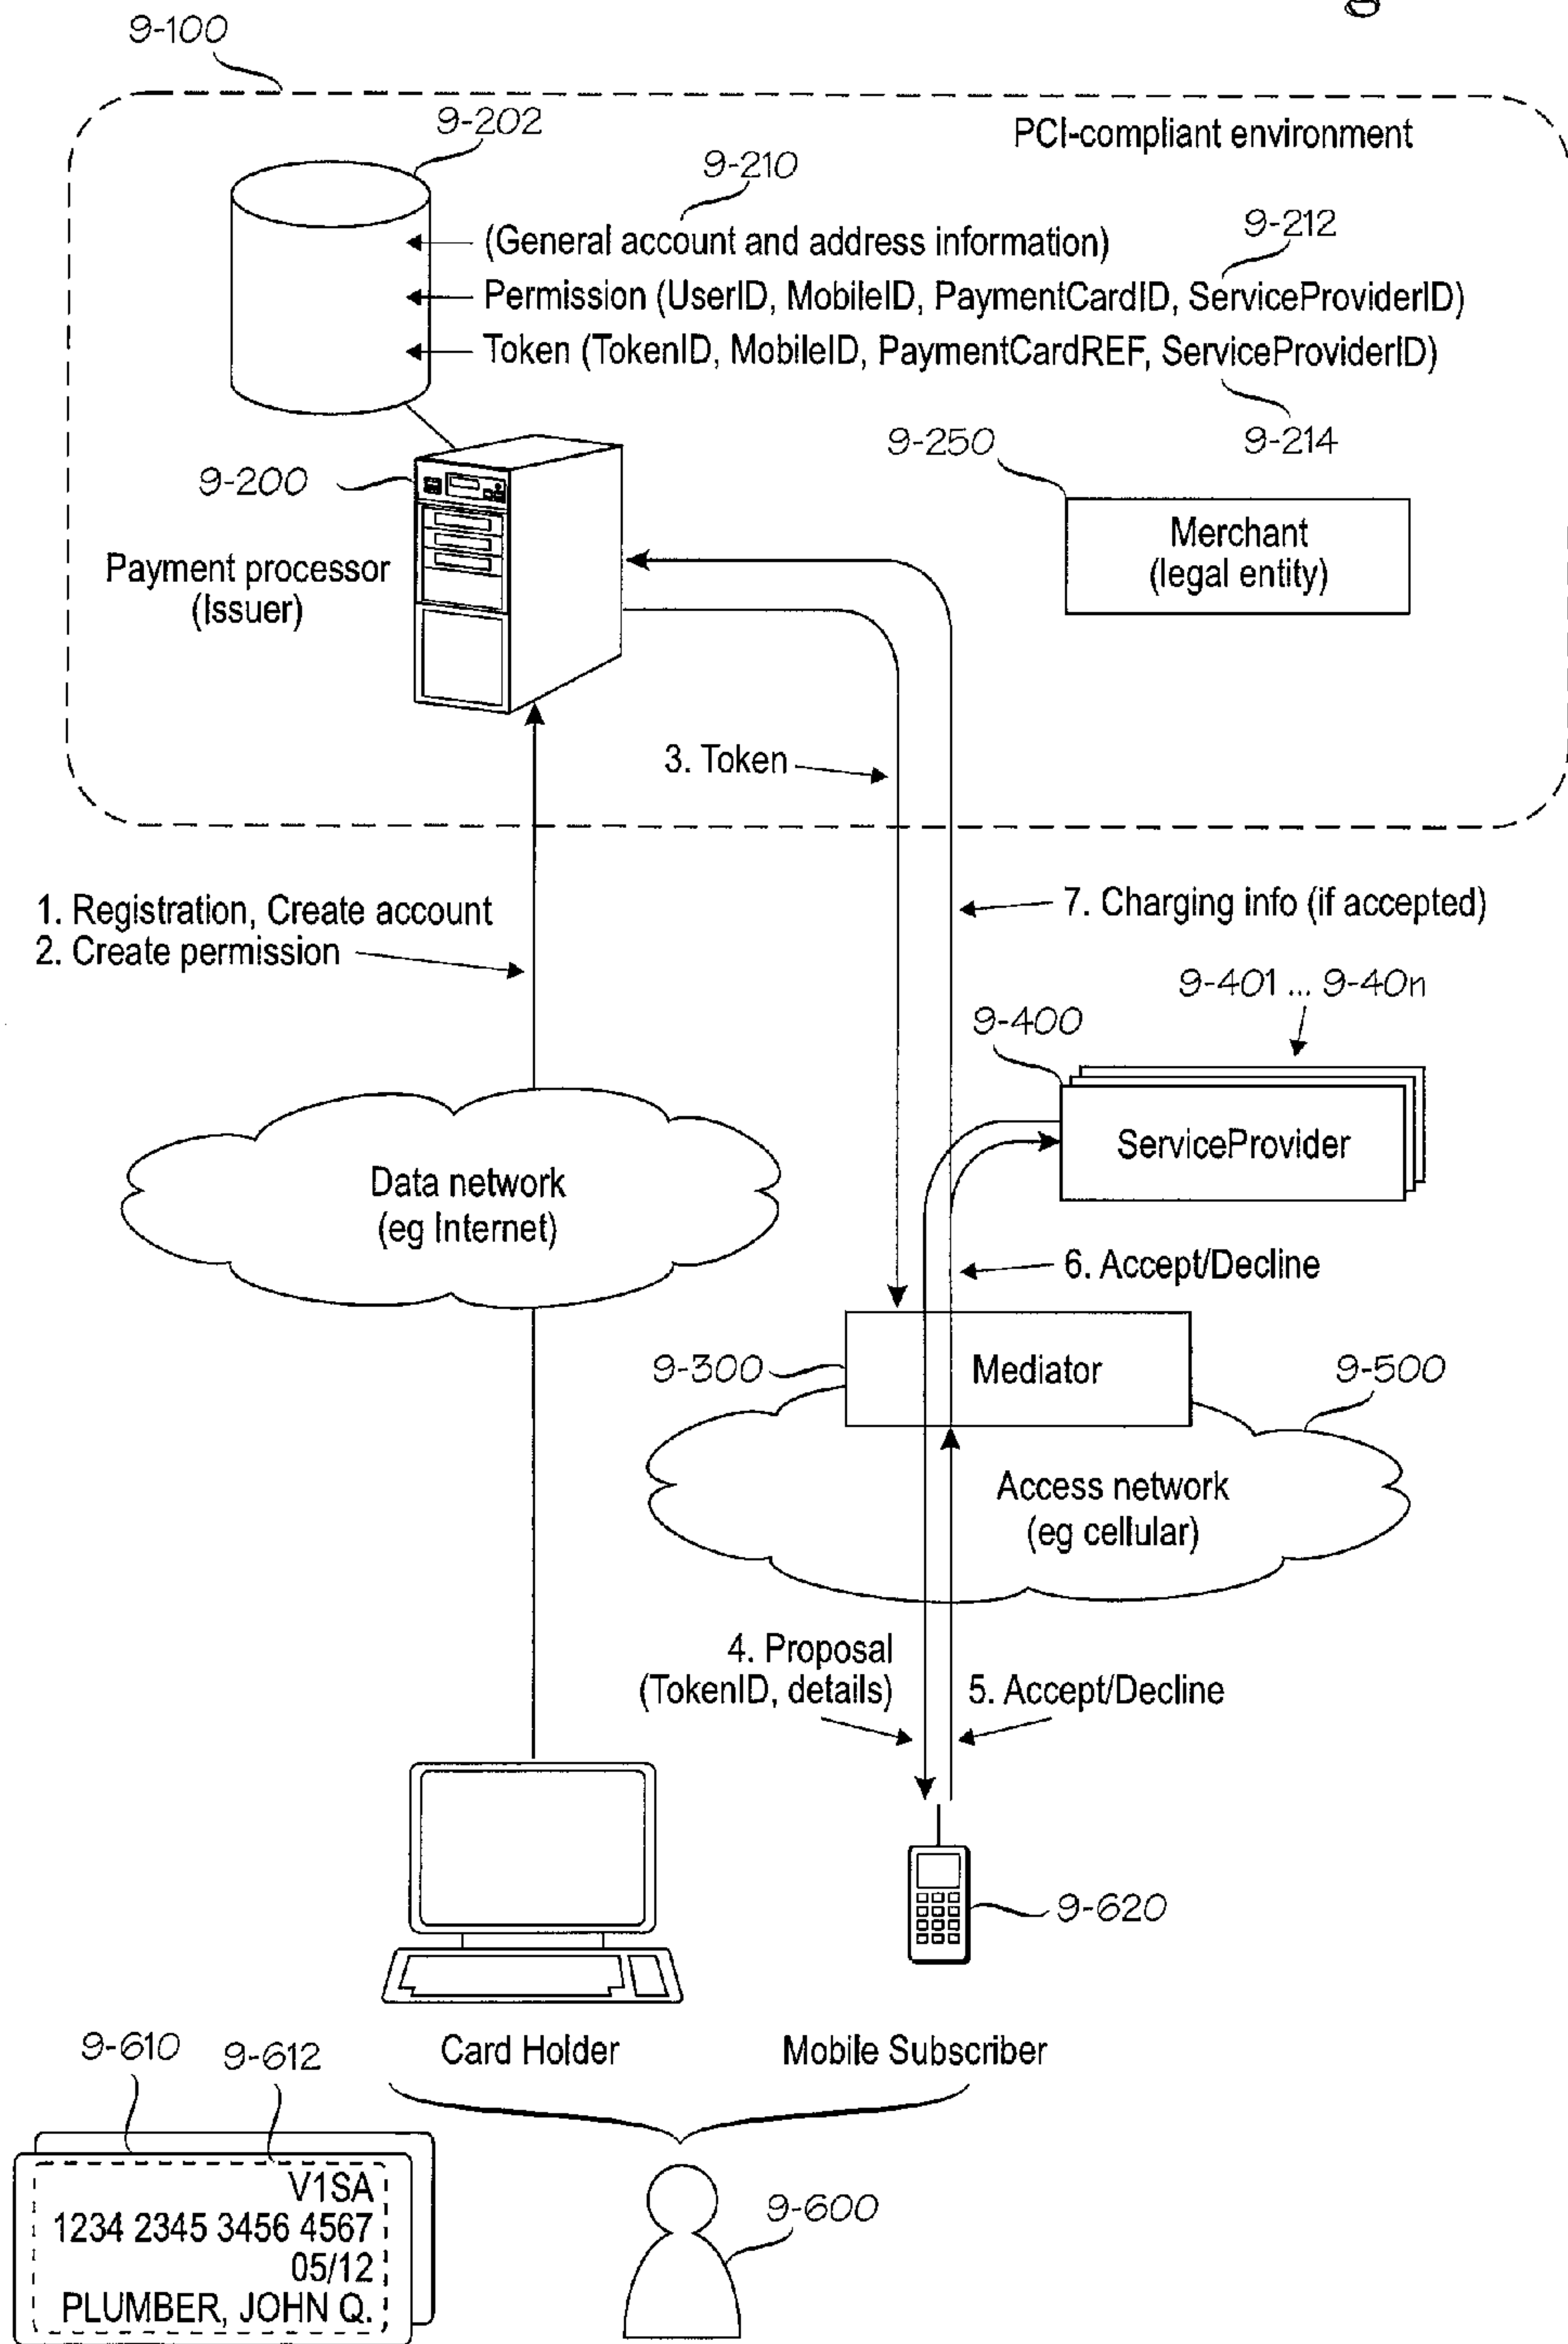 g
9-100
PCI-compliant environment
9-202
9-210
(General account and address information)
9-212
Permission (UserID, MobileID, PaymentCardID, ServiceProviderID)
Token (TokenID, MobileID, PaymentCardREF, ServiceProviderID)
9-214
9-250
9-200
Merchant
(legal entity)
Payment processor
(Issuer)
3. Token
1. Registration, Create account
2. Create permission
7. Charging info (if accepted)
9-401 ... 9-40n
9-400
ServiceProvider
Data network
(eg Internet)
6. Accept/Decline
9-300
Mediator
9-500
Access network
(eg cellular)
4. Proposal
(TokenID, details)
5. Accept/Decline
9-620
9-610
9-612
Card Holder
Mobile Subscriber
V1SA
1234 2345 3456 4567
05/12
PLUMBER, JOHN Q.
9-600